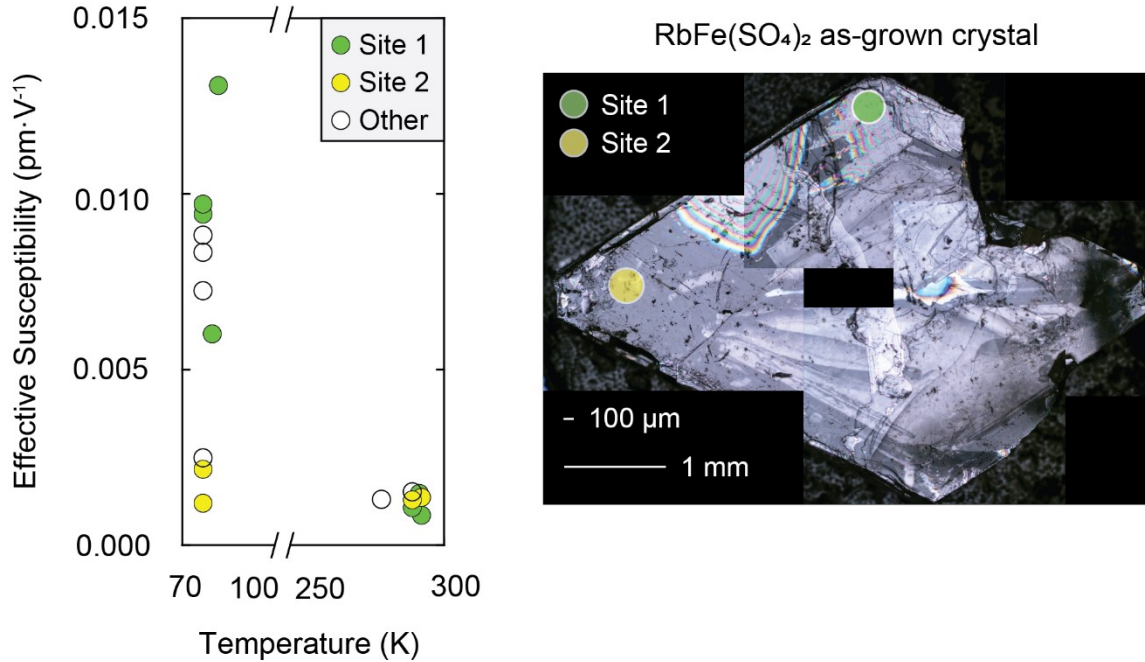 0.015
0.010
0.005
0.000
Effective Susceptibility (pm·V⁻¹)
Site 1
Site 2
Other
70
100
250
300
Temperature (K)
RbFe(SO₄)₂ as-grown crystal
Site 1
Site 2
100 µm
1 mm